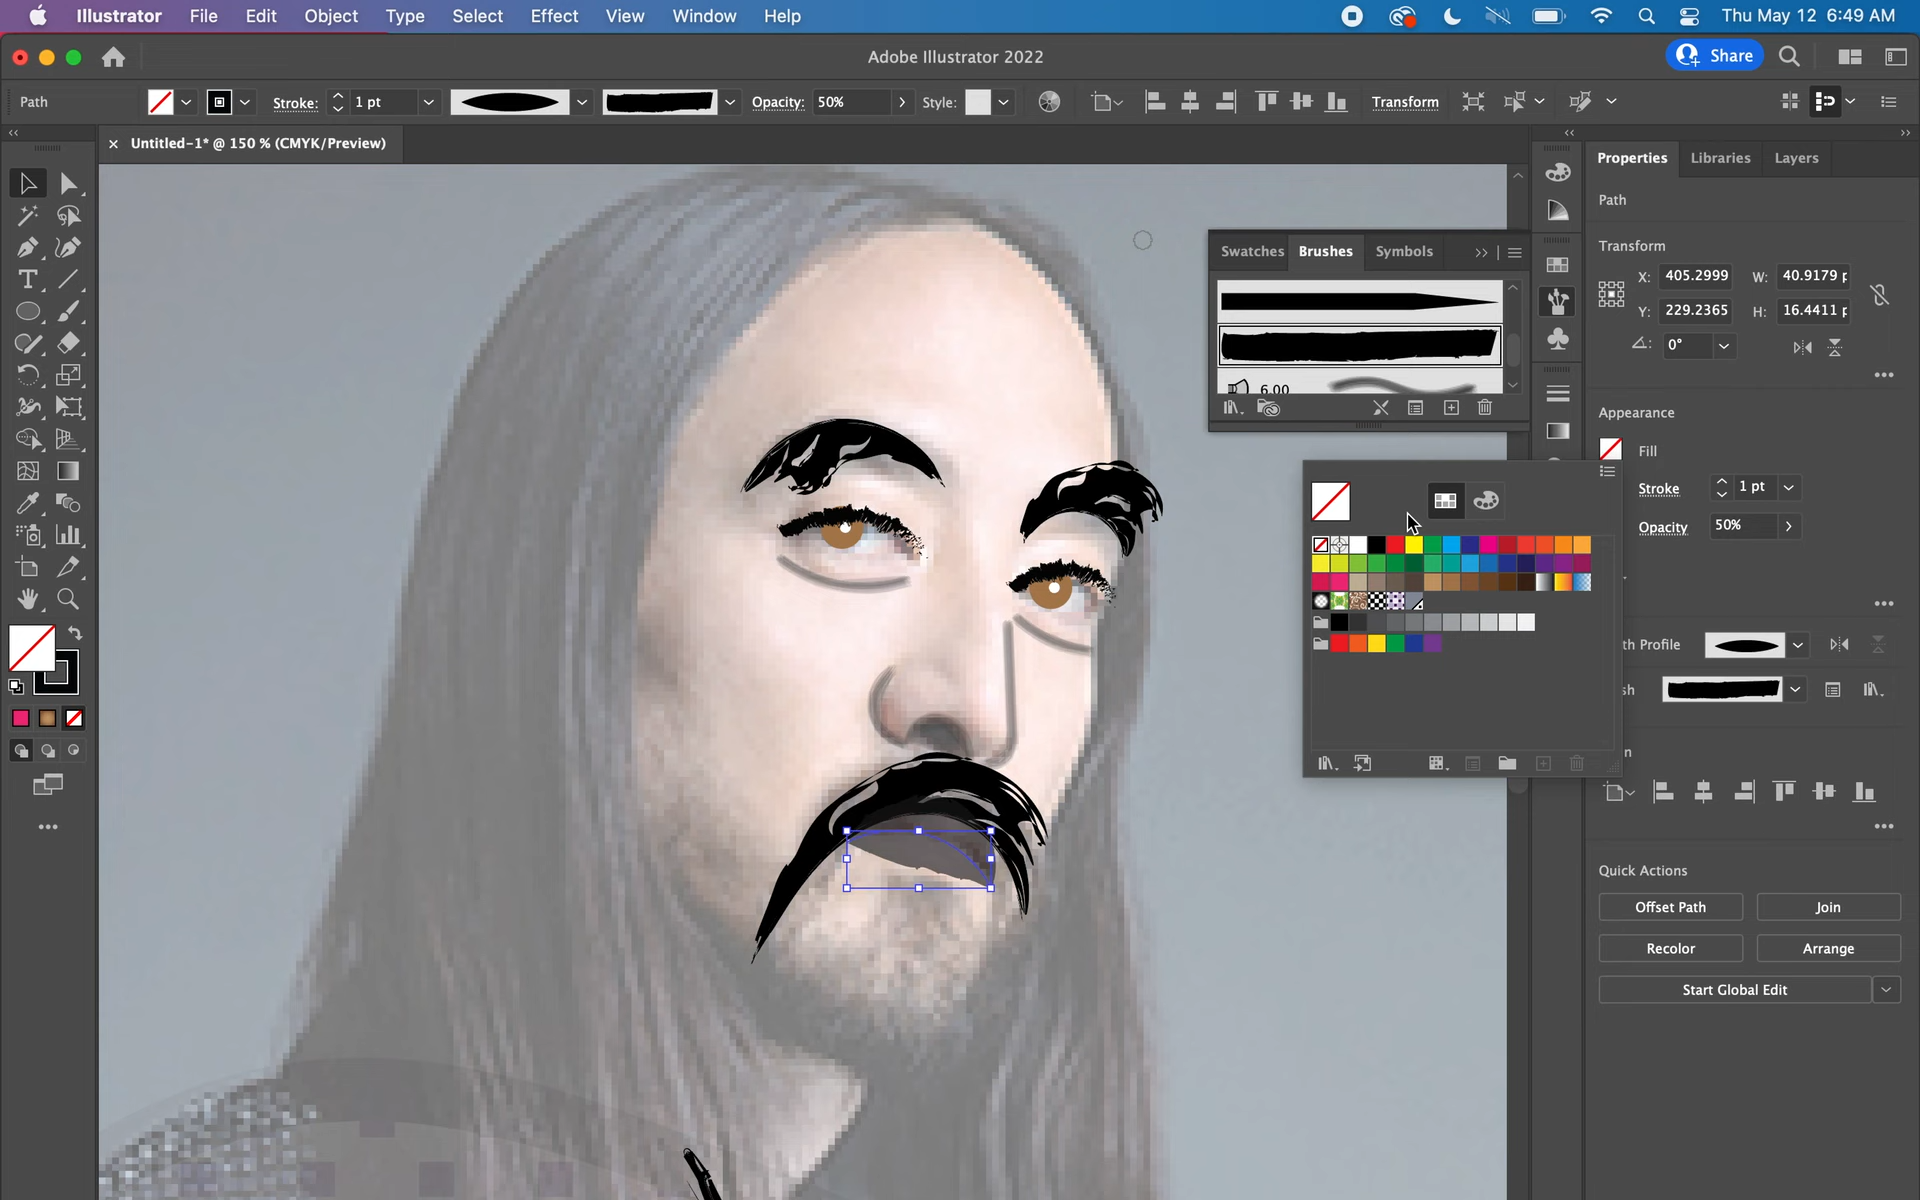 Illustrator File Edit Object Type Select Effect View Window Help Thu May 12 6:49 AM
Adobe Illustrator 2022 Share
Path Stroke: 1 pt Opacity: 50% Style: Transform
× Untitled-1* @ 150 % (CMYK/Preview)
Properties Libraries Layers
Path
Transform
X: 405.2999 W: 40.9179 p
Y: 229.2365 H: 16.4411 p
0°
Swatches Brushes Symbols
6.00
Appearance
Fill
Stroke 1 pt
Opacity 50%
th Profile
sh
n
Quick Actions
Offset Path Join
Recolor Arrange
Start Global Edit